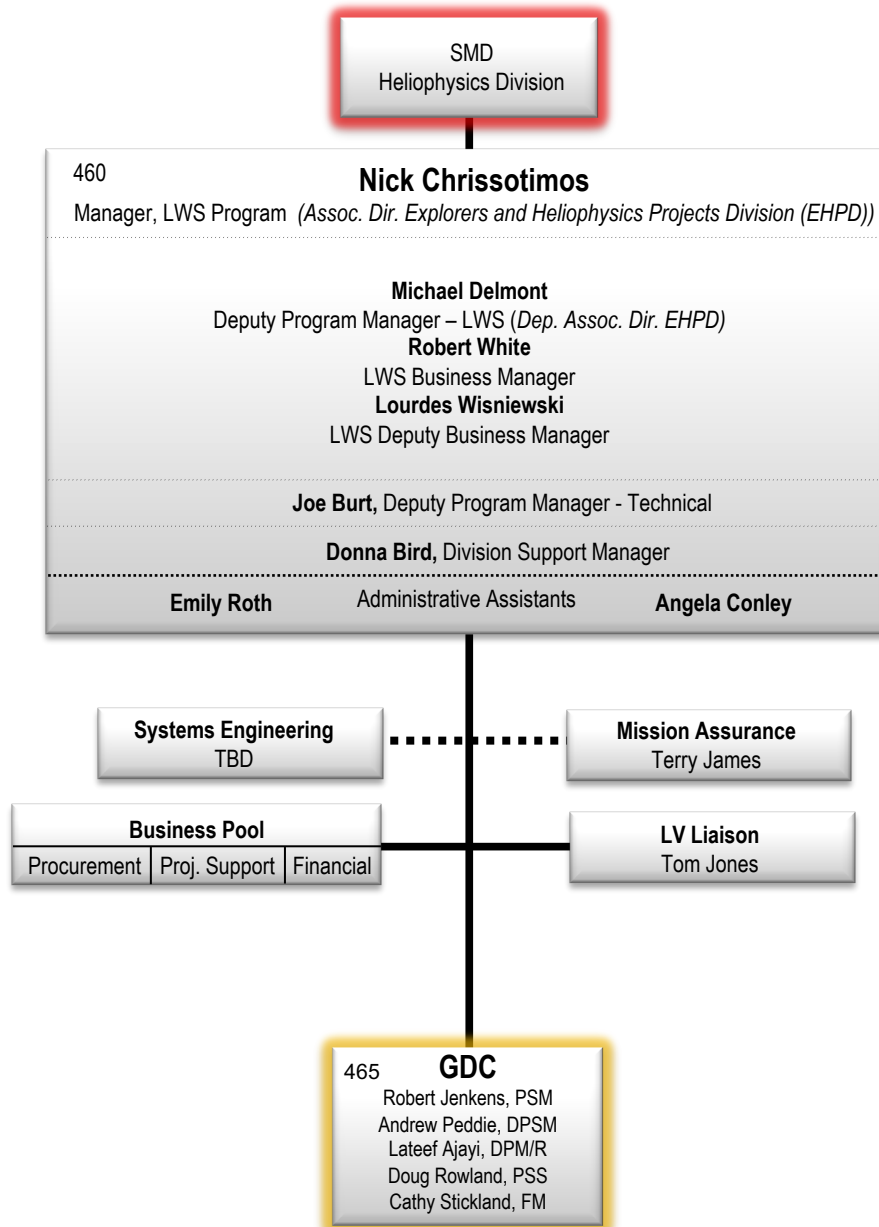 SMD
Heliophysics Division
460
Nick Chrissotimos
Manager, LWS Program (Assoc. Dir. Explorers and Heliophysics Projects Division (EHPD))
Michael Delmont
Deputy Program Manager – LWS (Dep. Assoc. Dir. EHPD)
Robert White
LWS Business Manager
Lourdes Wisniewski
LWS Deputy Business Manager
Joe Burt, Deputy Program Manager - Technical
Donna Bird, Division Support Manager
Emily Roth Administrative Assistants Angela Conley
Systems Engineering
TBD
Mission Assurance
Terry James
Business Pool
Procurement Proj. Support Financial
LV Liaison
Tom Jones
465 GDC
Robert Jenkens, PSM
Andrew Peddie, DPSM
Lateef Ajayi, DPM/R
Doug Rowland, PSS
Cathy Stickland, FM